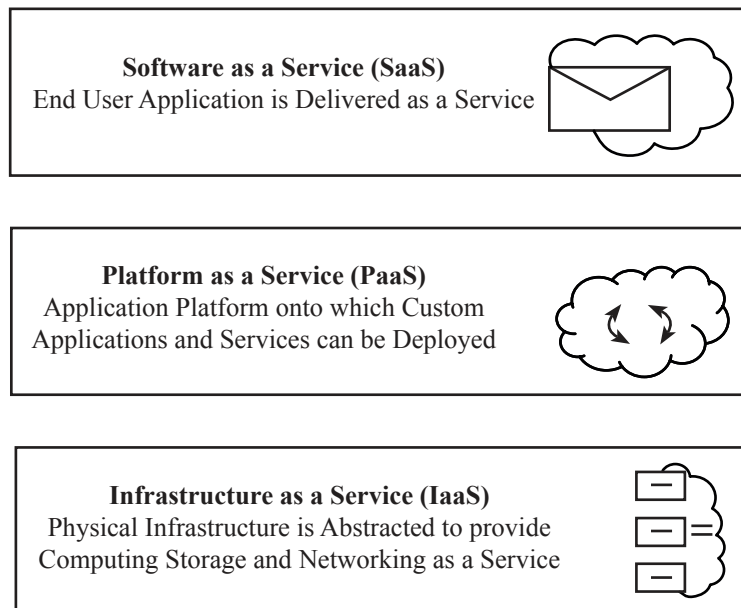 Software as a Service (SaaS)
End User Application is Delivered as a Service
Platform as a Service (PaaS)
Application Platform onto which Custom
Applications and Services can be Deployed
Infrastructure as a Service (IaaS)
Physical Infrastructure is Abstracted to provide
Computing Storage and Networking as a Service